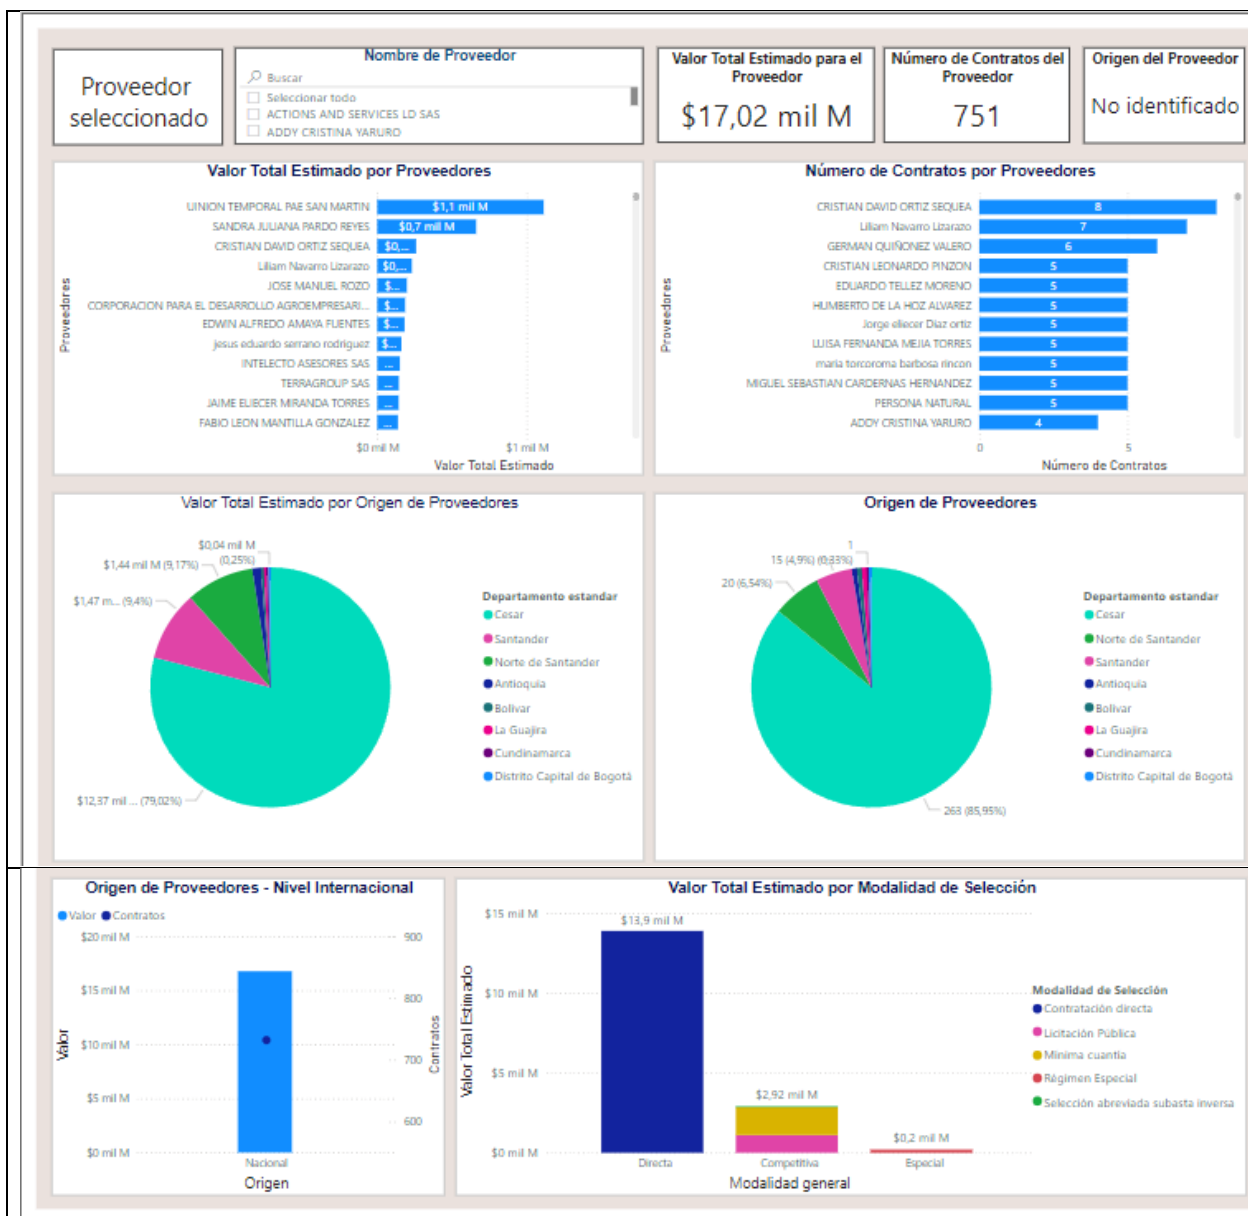 Proveedor
seleccionado
Nombre de Proveedor
Buscar
Seleccionar todo
ACTIONS AND SERVICES LD SAS
ADDY CRISTINA YARURO
Valor Total Estimado para el
Proveedor
$17,02 mil M
Número de Contratos del
Proveedor
751
Origen del Proveedor
No identificado
Valor Total Estimado por Proveedores
Proveedores
UINION TEMPORAL PAE SAN MARTIN $1,1 mil M
SANDRA JULIANA PARDO REYES $0,7 mil M
CRISTIAN DAVID ORTIZ SEQUEA $0,...
Liliam Navarro Lizarazo $0,...
JOSE MANUEL ROZO $...
CORPORACION PARA EL DESARROLLO AGROEMPRESARI... $...
EDWIN ALFREDO AMAYA FUENTES $...
jesus eduardo serrano rodriguez $...
INTELECTO ASESORES SAS ...
TERRAGROUP SAS ...
JAIME ELIECER MIRANDA TORRES ...
FABIO LEON MANTILLA GONZALEZ ...
$0 mil M $1 mil M
Valor Total Estimado
Número de Contratos por Proveedores
Proveedores
CRISTIAN DAVID ORTIZ SEQUEA 8
Liliam Navarro Lizarazo 7
GERMAN QUIÑONEZ VALERO 6
CRISTIAN LEONARDO PINZON 5
EDUARDO TELLEZ MORENO 5
HUMBERTO DE LA HOZ ALVAREZ 5
Jorge eliecer Diaz ortiz 5
LUISA FERNANDA MEJIA TORRES 5
maria torcoroma barbosa rincon 5
MIGUEL SEBASTIAN CARDERNAS HERNANDEZ 5
PERSONA NATURAL 5
ADDY CRISTINA YARURO 4
0 5
Número de Contratos
Valor Total Estimado por Origen de Proveedores
$0,04 mil M
(0,25%)
$1,44 mil M (9,17%)
$1,47 m... (9,4%)
$12,37 mil ... (79,02%)
Departamento estandar
Cesar
Santander
Norte de Santander
Antioquia
Bolivar
La Guajira
Cundinamarca
Distrito Capital de Bogotá
Origen de Proveedores
1
15 (4,9%) (0,33%)
20 (6,54%)
263 (85,95%)
Departamento estandar
Cesar
Norte de Santander
Santander
Antioquia
Bolivar
La Guajira
Cundinamarca
Distrito Capital de Bogotá
Origen de Proveedores - Nivel Internacional
Valor Contratos
$20 mil M 900
$15 mil M 800
$10 mil M 700
$5 mil M 600
$0 mil M
Valor
Contratos
Nacional
Origen
Valor Total Estimado por Modalidad de Selección
Valor Total Estimado
$15 mil M
$10 mil M
$5 mil M
$0 mil M
$13,9 mil M
$2,92 mil M
$0,2 mil M
Directa Competitiva Especial
Modalidad general
Modalidad de Selección
Contratación directa
Licitación Pública
Mínima cuantía
Régimen Especial
Selección abreviada subasta inversa